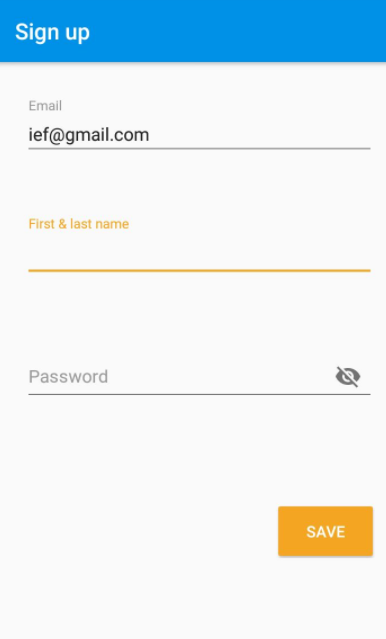 Sign up
Email
ief@gmail.com
First & last name
Password
SAVE